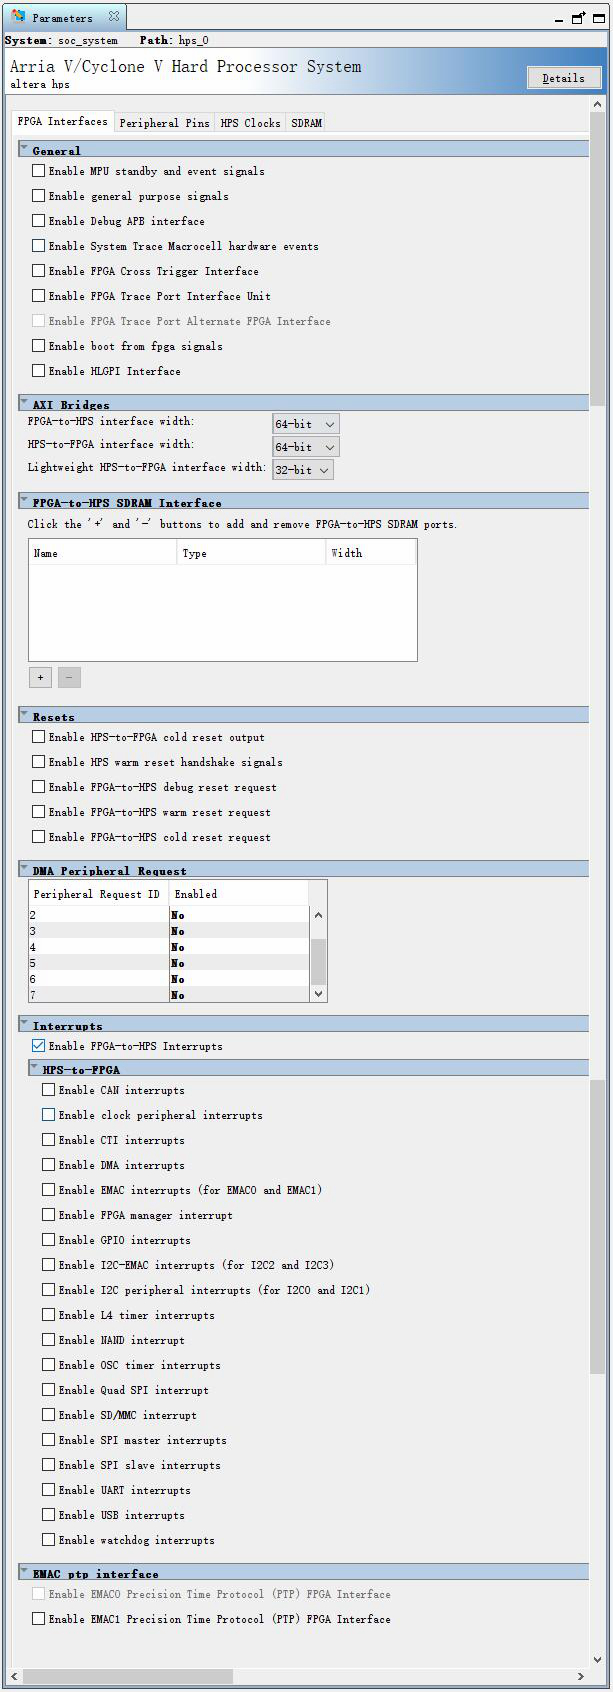 Parameters
System: soc_system Path: hps_0
Arria V/Cyclone V Hard Processor System
altera hps
Details
FPGA Interfaces Peripheral Pins HPS Clocks SDRAM
General
Enable MPU standby and event signals
Enable general purpose signals
Enable Debug APB interface
Enable System Trace Macrocell hardware events
Enable FPGA Cross Trigger Interface
Enable FPGA Trace Port Interface Unit
Enable FPGA Trace Port Alternate FPGA Interface
Enable boot from fpga signals
Enable HLGPI Interface
AXI Bridges
FPGA-to-HPS interface width: 64-bit
HPS-to-FPGA interface width: 64-bit
Lightweight HPS-to-FPGA interface width: 32-bit
FPGA-to-HPS SDRAM Interface
Click the '+' and '-' buttons to add and remove FPGA-to-HPS SDRAM ports.
Name Type Width
+ -
Resets
Enable HPS-to-FPGA cold reset output
Enable HPS warm reset handshake signals
Enable FPGA-to-HPS debug reset request
Enable FPGA-to-HPS warm reset request
Enable FPGA-to-HPS cold reset request
DMA Peripheral Request
Peripheral Request ID Enabled
2 No
3 No
4 No
5 No
6 No
7 No
Interrupts
Enable FPGA-to-HPS Interrupts
HPS-to-FPGA
Enable CAN interrupts
Enable clock peripheral interrupts
Enable CTI interrupts
Enable DMA interrupts
Enable EMAC interrupts (for EMAC0 and EMAC1)
Enable FPGA manager interrupt
Enable GPIO interrupts
Enable I2C-EMAC interrupts (for I2C2 and I2C3)
Enable I2C peripheral interrupts (for I2C0 and I2C1)
Enable L4 timer interrupts
Enable NAND interrupt
Enable OSC timer interrupts
Enable Quad SPI interrupt
Enable SD/MMC interrupt
Enable SPI master interrupts
Enable SPI slave interrupts
Enable UART interrupts
Enable USB interrupts
Enable watchdog interrupts
EMAC ptp interface
Enable EMAC0 Precision Time Protocol (PTP) FPGA Interface
Enable EMAC1 Precision Time Protocol (PTP) FPGA Interface